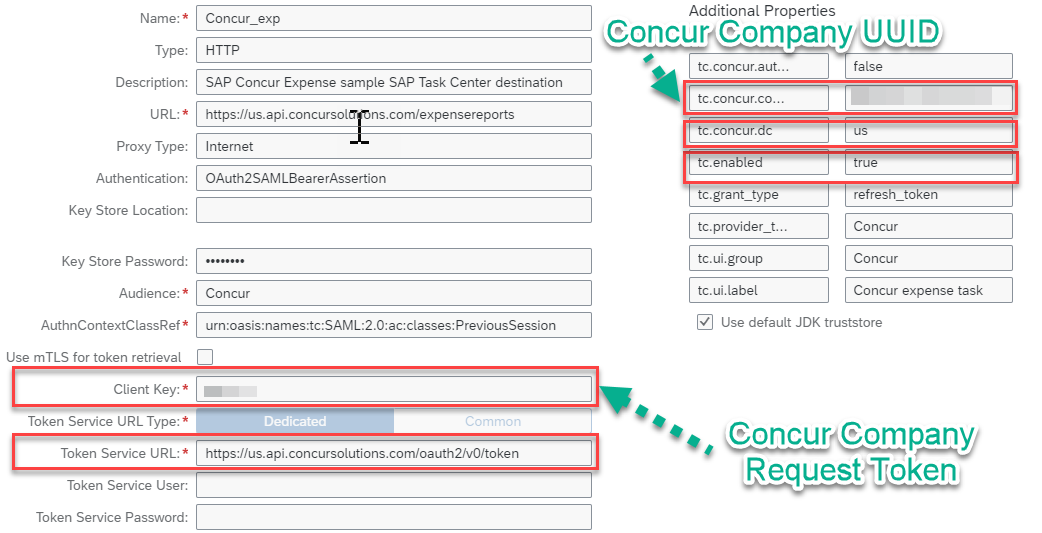 Name:* Concur_exp
Type: HTTP
Description: SAP Concur Expense sample SAP Task Center destination
URL:* https://us.api.concursolutions.com/expensereports
Proxy Type: Internet
Authentication: OAuth2SAMLBearerAssertion
Key Store Location:
Key Store Password: ••••••••
Audience:* Concur
AuthnContextClassRef* urn:oasis:names:tc:SAML:2.0:ac:classes:PreviousSession
Use mTLS for token retrieval
Client Key:*
Token Service URL Type:* Dedicated Common
Token Service URL:* https://us.api.concursolutions.com/oauth2/v0/token
Token Service User:
Token Service Password:
Additional Properties
Concur Company UUID
tc.concur.aut... false
tc.concur.co...
tc.concur.dc us
tc.enabled true
tc.grant_type refresh_token
tc.provider_t... Concur
tc.ui.group Concur
tc.ui.label Concur expense task
Use default JDK truststore
Concur Company
Request Token